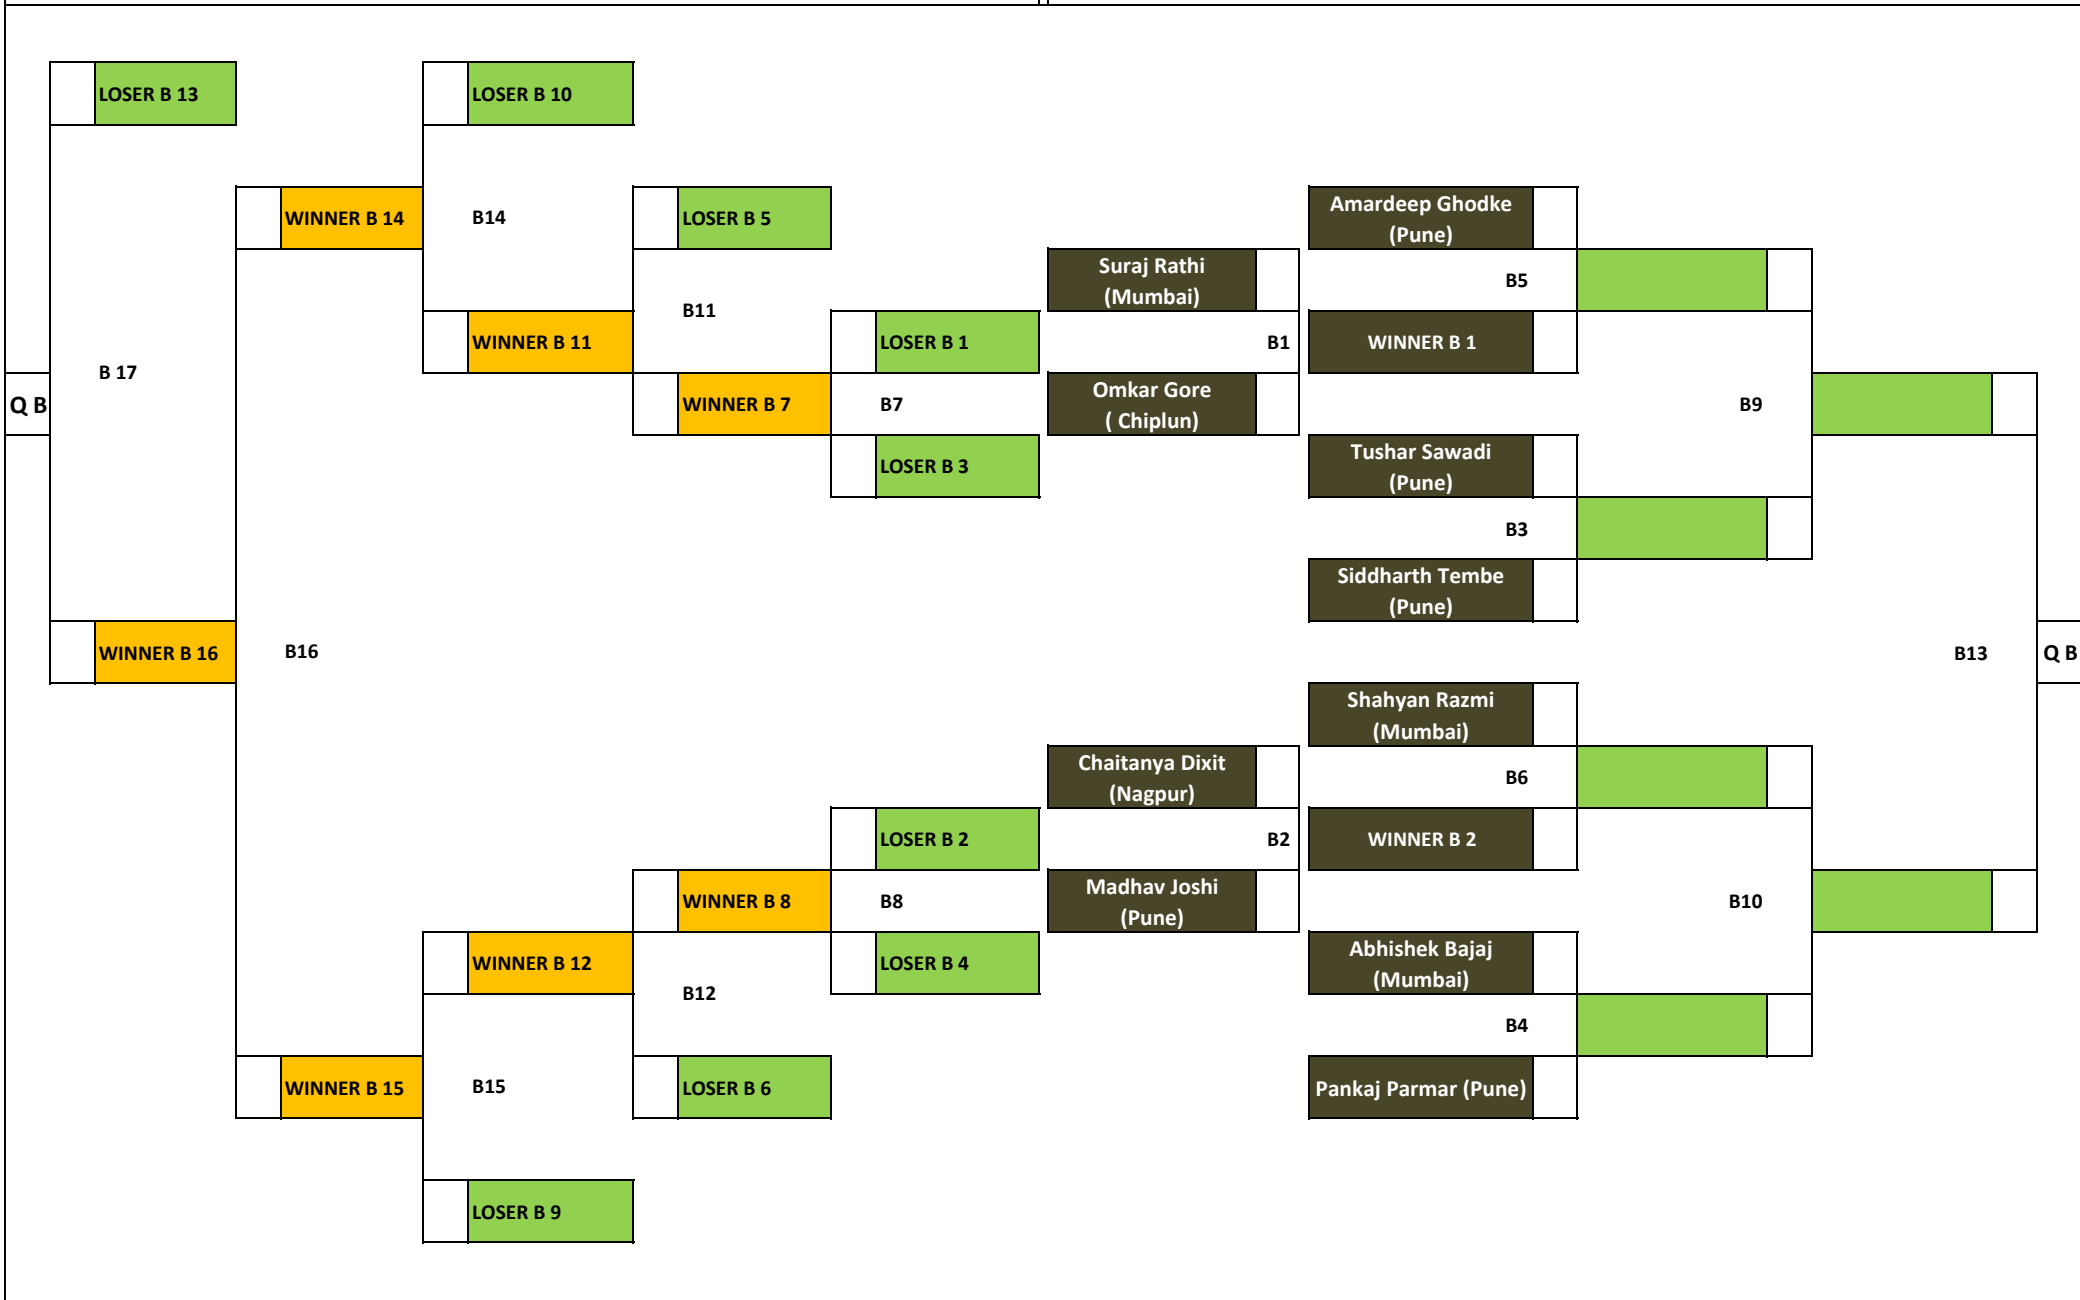 LOSER B 13
LOSER B 10
WINNER B 14
B14
LOSER B 5
Amardeep Ghodke
(Pune)
Suraj Rathi
(Mumbai)
B5
B11
WINNER B 11
LOSER B 1
B1
WINNER B 1
B 17
Q B
WINNER B 7
B7
Omkar Gore
( Chiplun)
B9
LOSER B 3
Tushar Sawadi
(Pune)
B3
Siddharth Tembe
(Pune)
WINNER B 16
B16
B13
Q B
Shahyan Razmi
(Mumbai)
Chaitanya Dixit
(Nagpur)
B6
LOSER B 2
B2
WINNER B 2
WINNER B 8
B8
Madhav Joshi
(Pune)
B10
WINNER B 12
LOSER B 4
Abhishek Bajaj
(Mumbai)
B12
B4
WINNER B 15
B15
LOSER B 6
Pankaj Parmar (Pune)
LOSER B 9